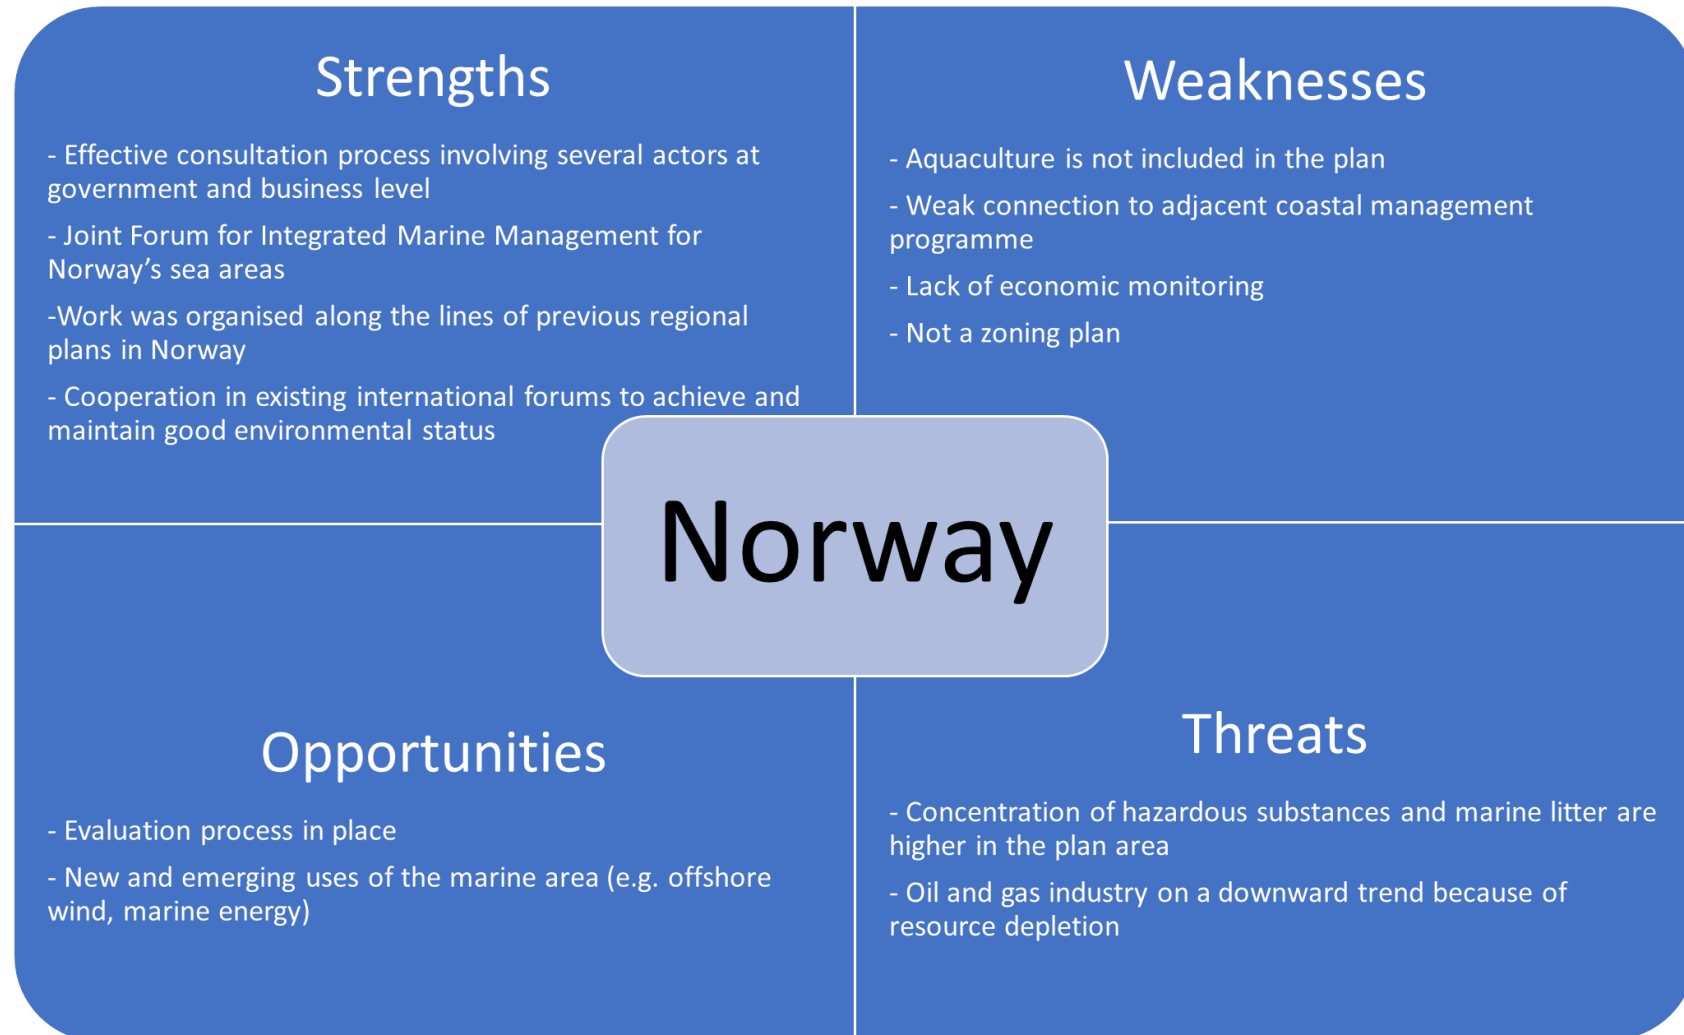 Strengths
- Effective consultation process involving several actors at
government and business level
- Joint Forum for Integrated Marine Management for
Norway’s sea areas
-Work was organised along the lines of previous regional
plans in Norway
- Cooperation in existing international forums to achieve and
maintain good environmental status
Weaknesses
- Aquaculture is not included in the plan
- Weak connection to adjacent coastal management
programme
- Lack of economic monitoring
- Not a zoning plan
Norway
Opportunities
- Evaluation process in place
- New and emerging uses of the marine area (e.g. offshore
wind, marine energy)
Threats
- Concentration of hazardous substances and marine litter are
higher in the plan area
- Oil and gas industry on a downward trend because of
resource depletion